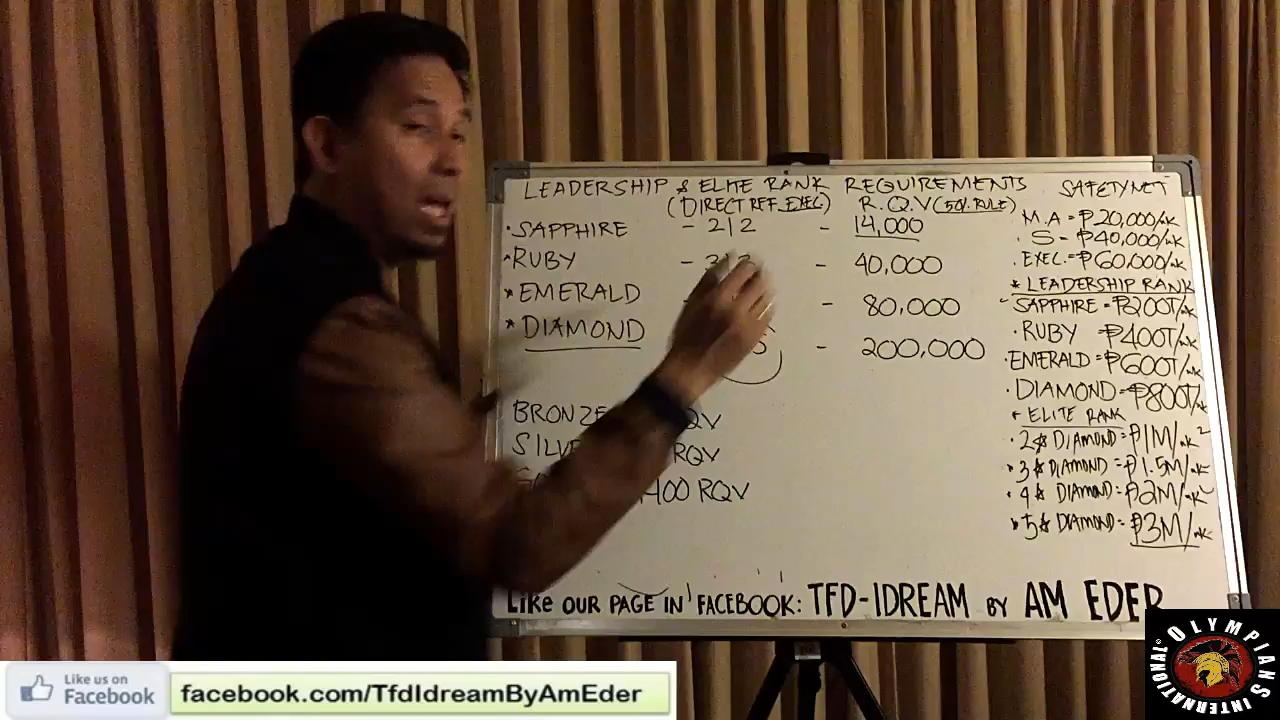 LEADERSHIP & ELITE RANK REQUIREMENTS
(DIRECT REF. EXEC) R.Q.V (50% RULE)
• SAPPHIRE - 2|2 - 14,000
• RUBY - - 40,000
* EMERALD - 80,000
* DIAMOND - 200,000
BRONZE RQV
RQV
400 RQV
SAFETYNET
M.A = ₱20,000/wk
• S = ₱40,000/wk
• EXEC. = ₱60,000/wk
* LEADERSHIP RANK
SAPPHIRE = ₱200T/wk
• RUBY ₱400T/wk
• EMERALD = ₱600T/wk
• DIAMOND = ₱800T/wk
• ELITE RANK
• 2 DIAMOND = ₱1M/wk
• 3 DIAMOND = ₱1.5M/wk
• 4 DIAMOND = ₱2M/wk
• 5 DIAMOND = ₱3M/wk
Like OUR PAGE IN FACEBOOK: TFD-IDREAM BY AM EDER
Like us on
Facebook
facebook.com/TfdIdreamByAmEder
OLYMPIANS INTERNATIONAL